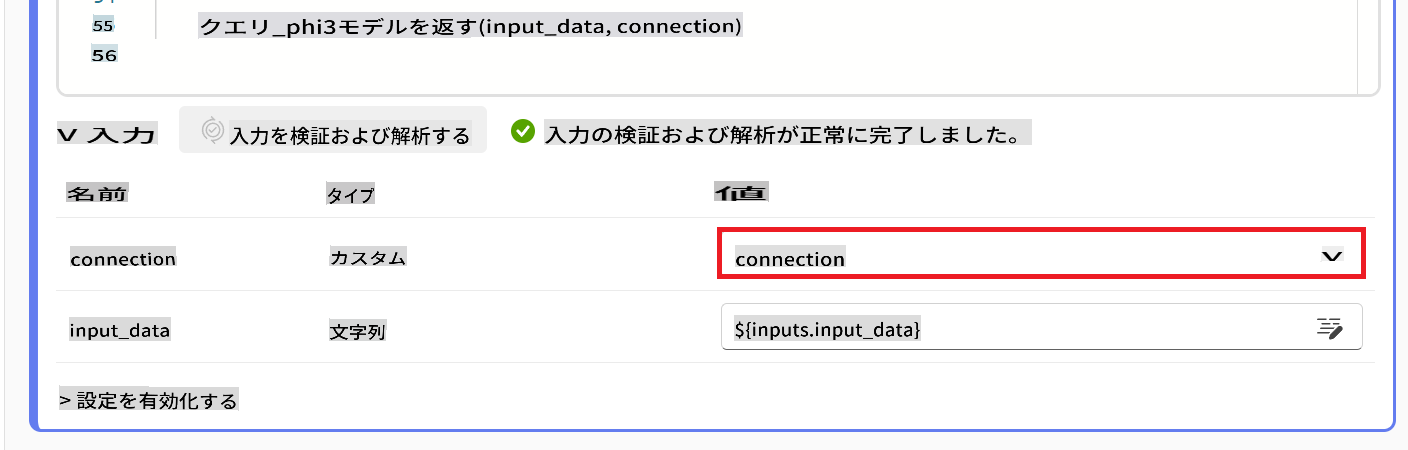 55 クエリ_phi3モデルを返す(input_data, connection)
56
入力 入力を検証および解析する 入力の検証および解析が正常に完了しました。
名前 タイプ 値
connection カスタム connection
input_data 文字列 ${inputs.input_data}
> 設定を有効化する